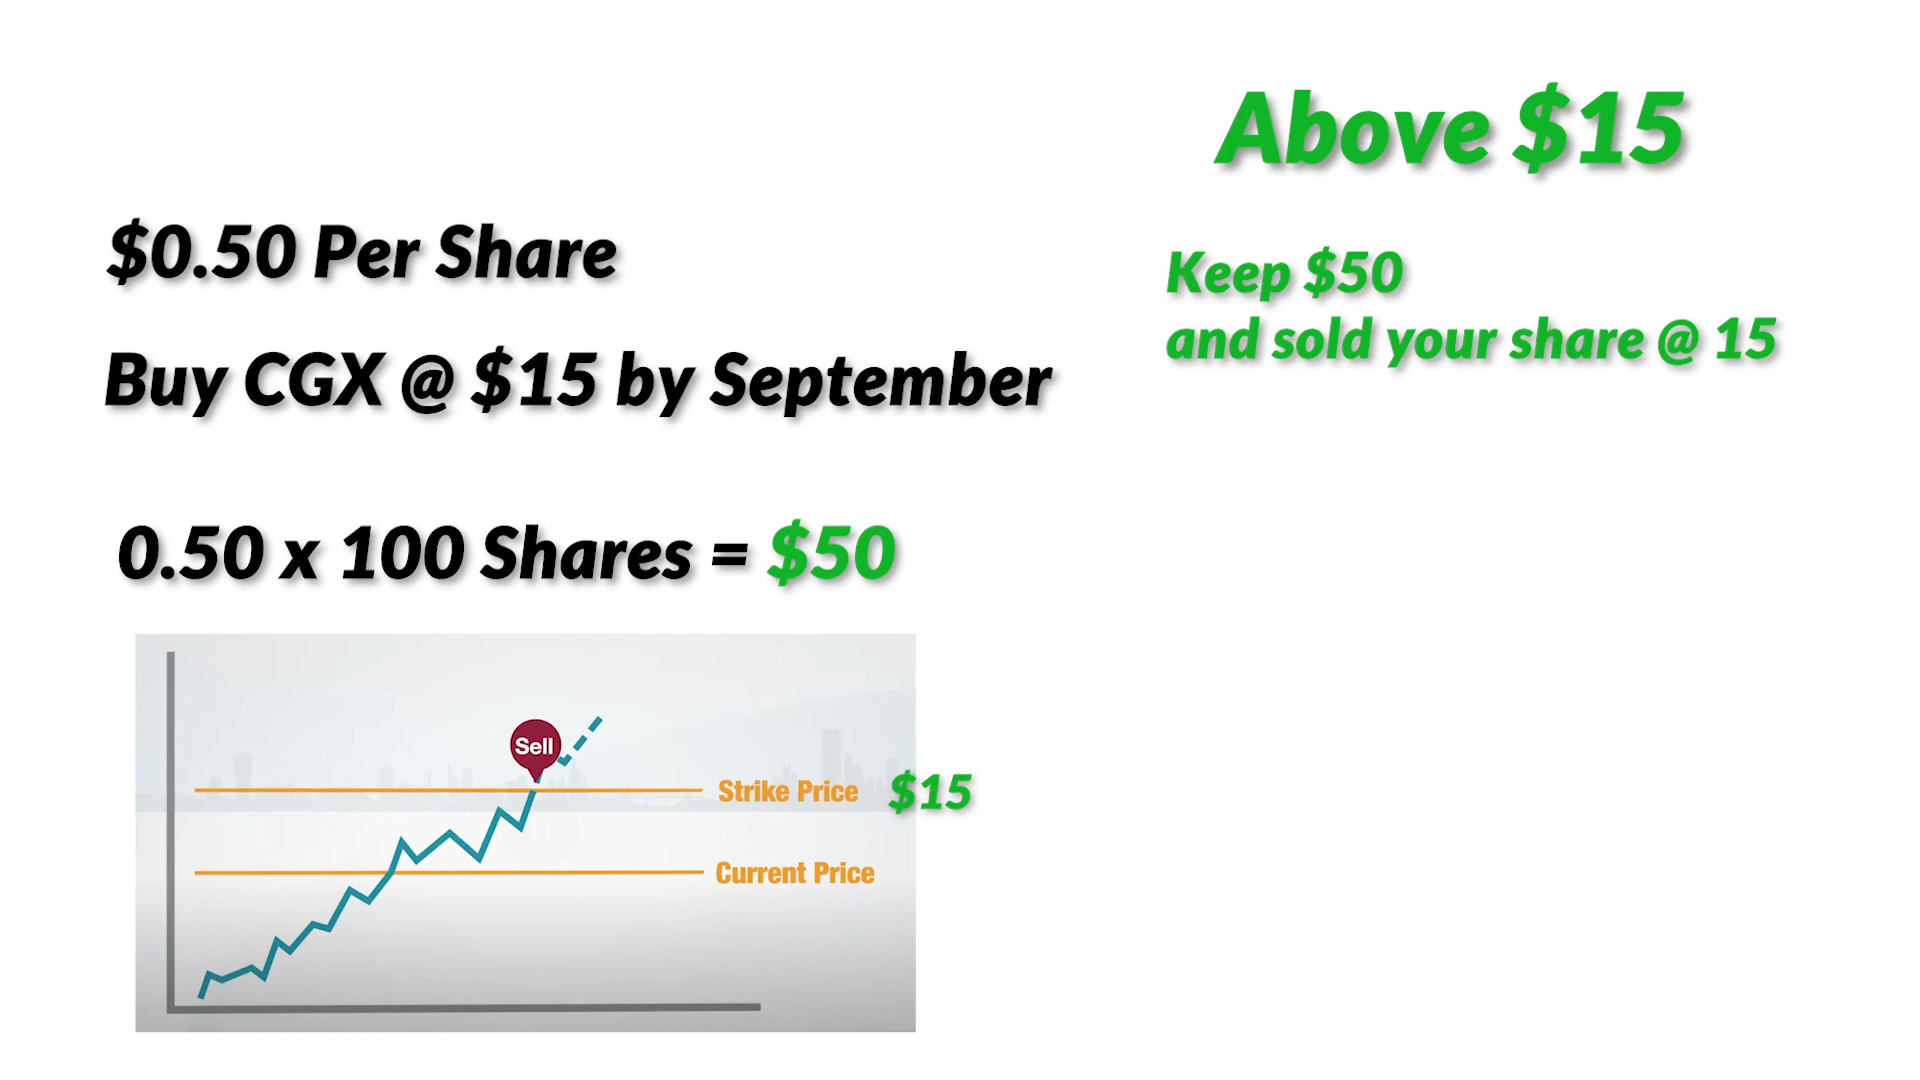 Above $15
$0.50 Per Share
Keep $50
and sold your share @ 15
Buy CGX @ $15 by September
0.50 x 100 Shares = $50
Sell
Strike Price $15
Current Price